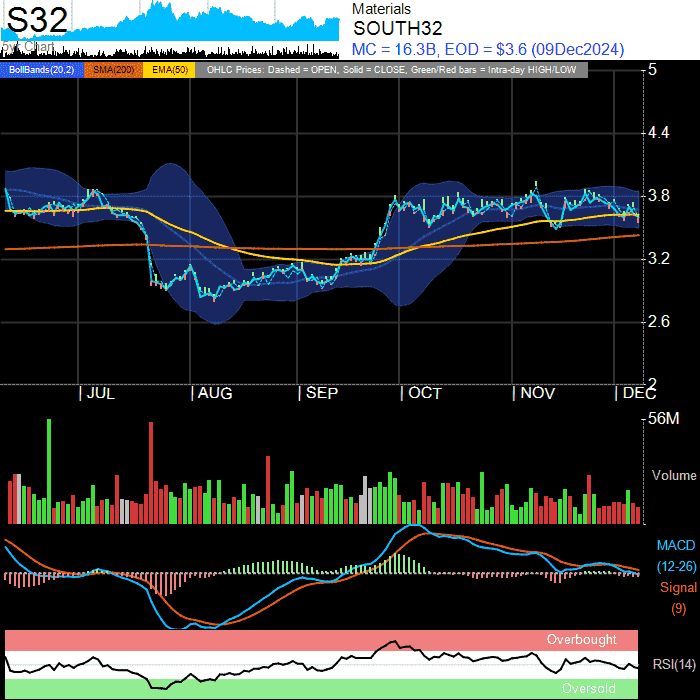 S32
Materials
SOUTH32
MC = 16.3B, EOD = $3.6 (09Dec2024)
BollBands(20,2) SMA(200) EMA(50) OHLC Prices: Dashed = OPEN, Solid = CLOSE, Green/Red bars = Intra-day HIGH/LOW
5
4.4
3.8
3.2
2.6
2
| JUL | AUG | SEP | OCT | NOV | DEC
56M
Volume
MACD
(12-26)
Signal
(9)
Overbought
RSI(14)
Oversold